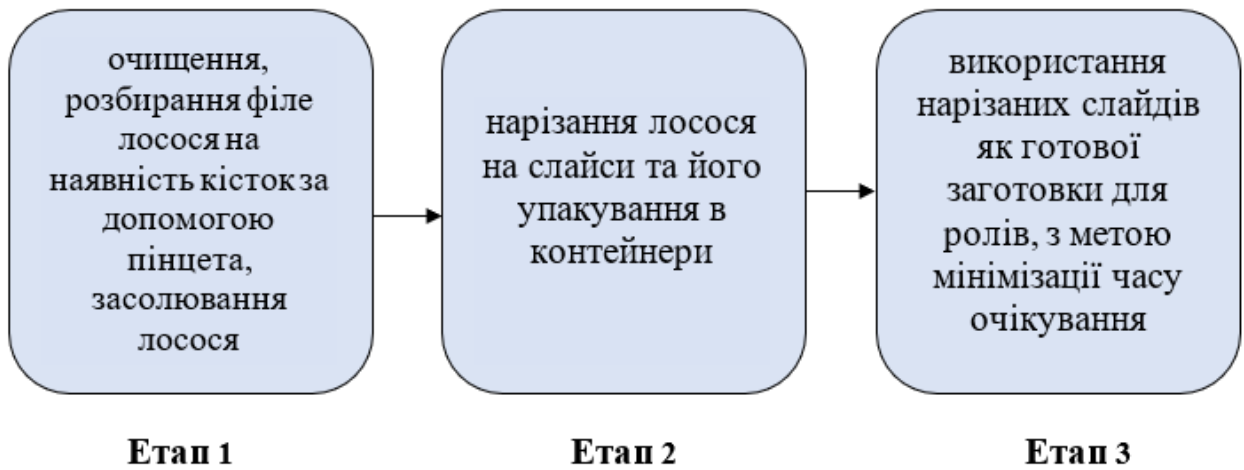 очищення,
розбирання філе
лосося на
наявність кісток за
допомогою
пінцета,
засолювання
лосося
нарізання лосося
на слайси та його
упакування в
контейнери
використання
нарізаних слайдів
як готової
заготовки для
ролів, з метою
мінімізації часу
очікування
Етап 1
Етап 2
Етап 3